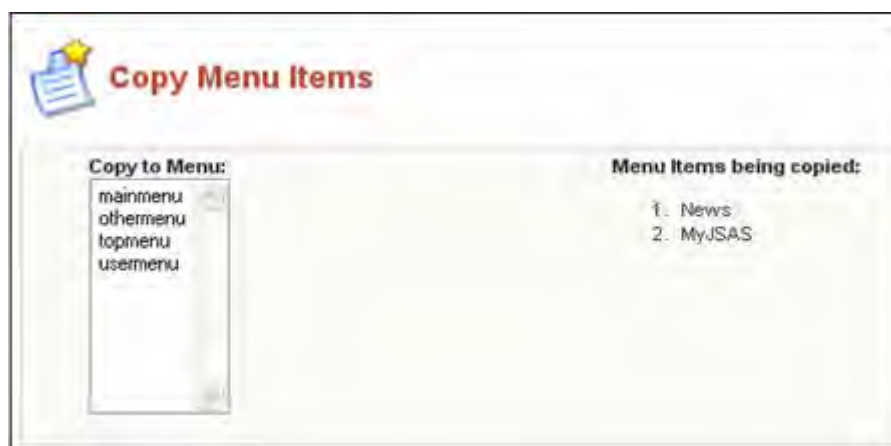 Copy Menu Items
Copy to Menu:
mainmenu
othermenu
topmenu
usermenu
Menu Items being copied:
1. News
2. MyJSAS